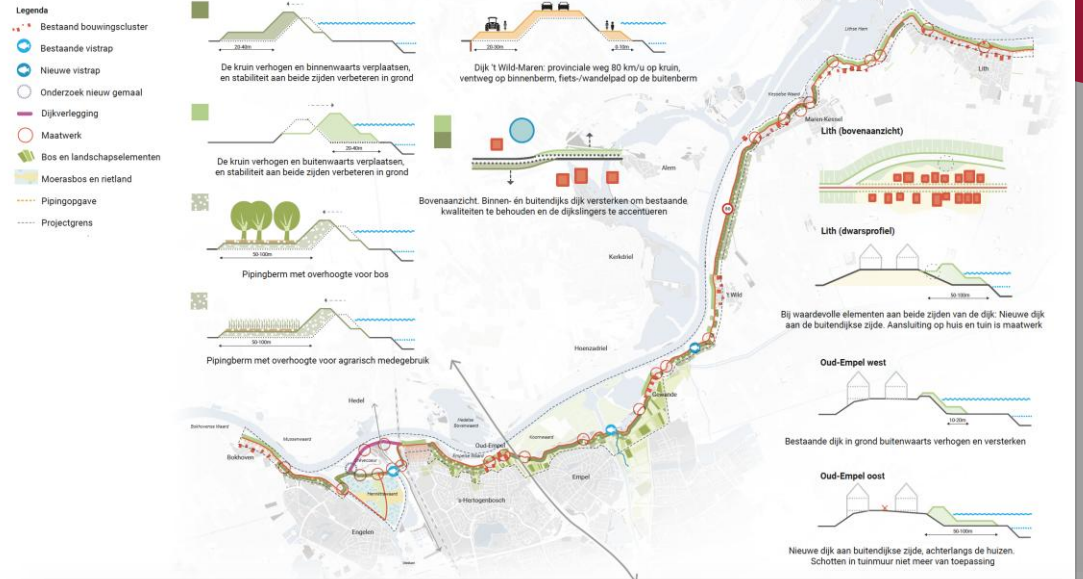 Legenda
Bestaand bouwingscluster
Bestaande vistrap
Nieuwe vistrap
Onderzoek nieuw gemaal
Dijkverlegging
Maatwerk
Bos en landschapselementen
Moerasbos en rietland
Pipingopgave
Projectgrens
20-40m
De kruin verhogen en binnenwaarts verplaatsen,
en stabiliteit aan beide zijden verbeteren in grond
20-40m
De kruin verhogen en buitenwaarts verplaatsen,
en stabiliteit aan beide zijden verbeteren in grond
50-100m
Pipingberm met overhoogte voor bos
50-100m
Pipingberm met overhoogte voor agrarisch medegebruik
20-30m
Dijk 't Wild-Maren: provinciale weg 80 km/u op kruin,
ventweg op binnenberm, fiets-/wandelpad op de buitenberm
Bovenaanzicht. Binnen- én buitendijks dijk versterken om bestaande
kwaliteiten te behouden en de dijkslingers te accentueren
Lith
Maren-Kessel
Alem
Kerkdriel
't Wild
Hoenzadriel
Gewande
Hedel
Oud-Empel
Empel
Bokhoven
's-Hertogenbosch
Engelen
Lith (bovenaanzicht)
Lith (dwarsprofiel)
50-100m
Bij waardevolle elementen aan beide zijden van de dijk: Nieuwe dijk
aan de buitendijkse zijde. Aansluiting op huis en tuin is maatwerk
Oud-Empel west
10-30m
Bestaande dijk in grond buitenwaarts verhogen en versterken
Oud-Empel oost
50-100m
Nieuwe dijk aan buitendijkse zijde, achterlangs de huizen.
Schotten in tuinmuur niet meer van toepassing